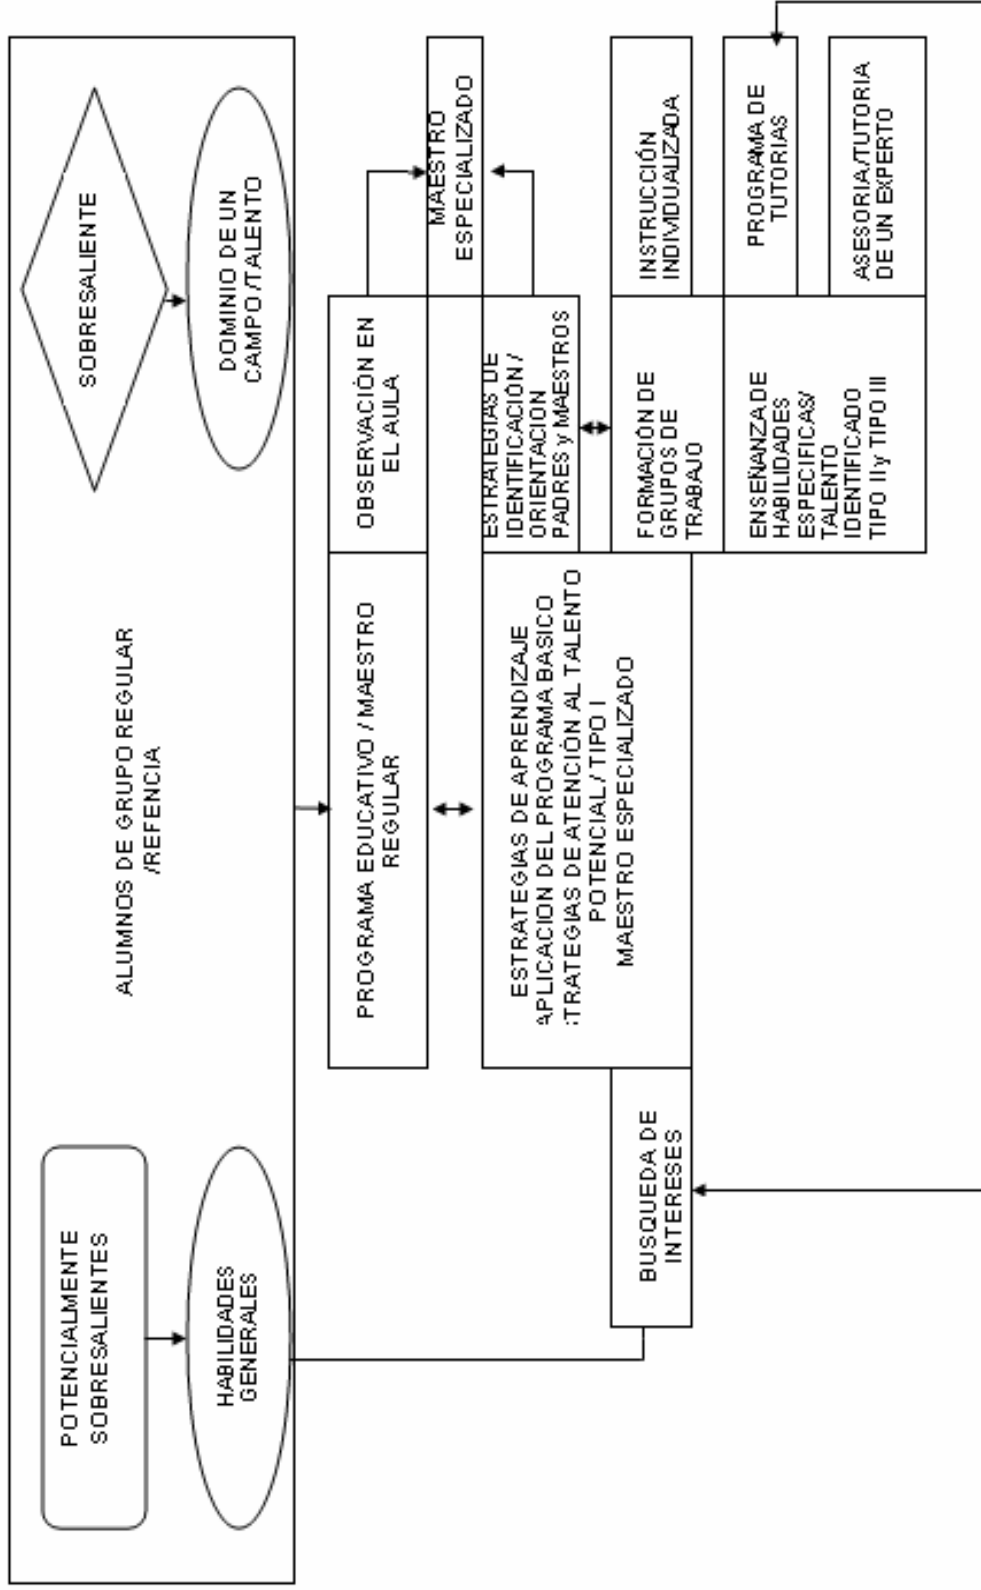 POTENCIALMENTE
SOBRESALIENTES
HABILIDADES
GENERALES
ALUMNOS DE GRUPO REGULAR
/REFENCIA
SOBRESALIENTE
DOMINIO DE UN
CAMPO /TALENTO
PROGRAMA EDUCATIVO / MAESTRO
REGULAR
OBSERVACIÓN EN
EL AULA
MAESTRO
ESPECIALIZADO
ESTRATEGIAS DE APRENDIZAJE
APLICACION DEL PROGRAMA BASICO
STRATEGIAS DE ATENCIÓN AL TALENTO
POTENCIAL / TIPO I
MAESTRO ESPECIALIZADO
ESTRATEGIAS DE
IDENTIFICACIÓN /
ORIENTACION
PADRES y MAESTROS
BUSQUEDA DE
INTERESES
FORMACIÓN DE
GRUPOS DE
TRABAJO
INSTRUCCIÓN
INDIVIDUALIZADA
ENSEÑANZA DE
HABILIDADES
ESPECIFICAS/
TALENTO
IDENTIFICADO
TIPO II y TIPO III
PROGRAMA DE
TUTORIAS
ASESORIA/TUTORIA
DE UN EXPERTO